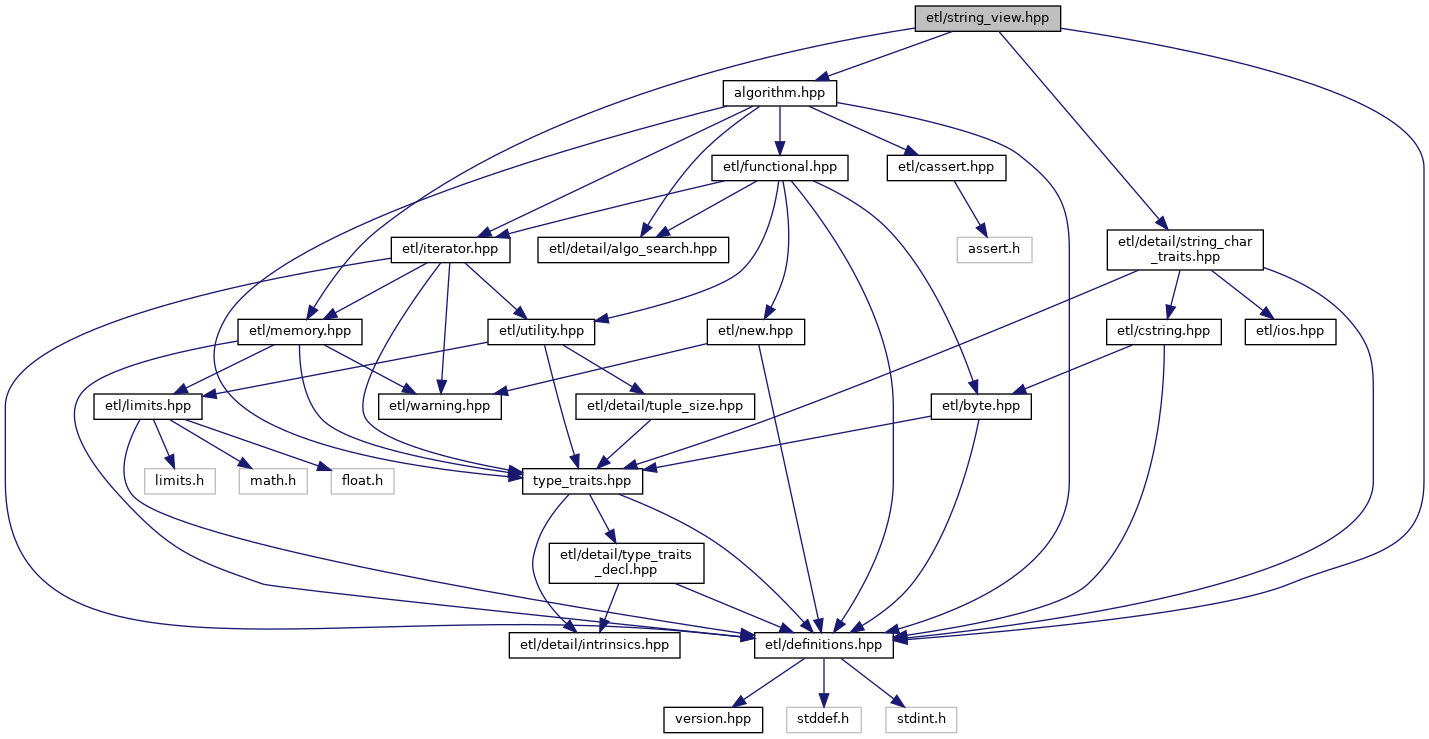 etl/string_view.hpp
algorithm.hpp
etl/functional.hpp
etl/cassert.hpp
etl/iterator.hpp
etl/detail/algo_search.hpp
assert.h
etl/detail/string_char
_traits.hpp
etl/memory.hpp
etl/utility.hpp
etl/new.hpp
etl/cstring.hpp
etl/ios.hpp
etl/limits.hpp
etl/warning.hpp
etl/detail/tuple_size.hpp
etl/byte.hpp
limits.h
math.h
float.h
type_traits.hpp
etl/detail/type_traits
_decl.hpp
etl/detail/intrinsics.hpp
etl/definitions.hpp
version.hpp
stddef.h
stdint.h